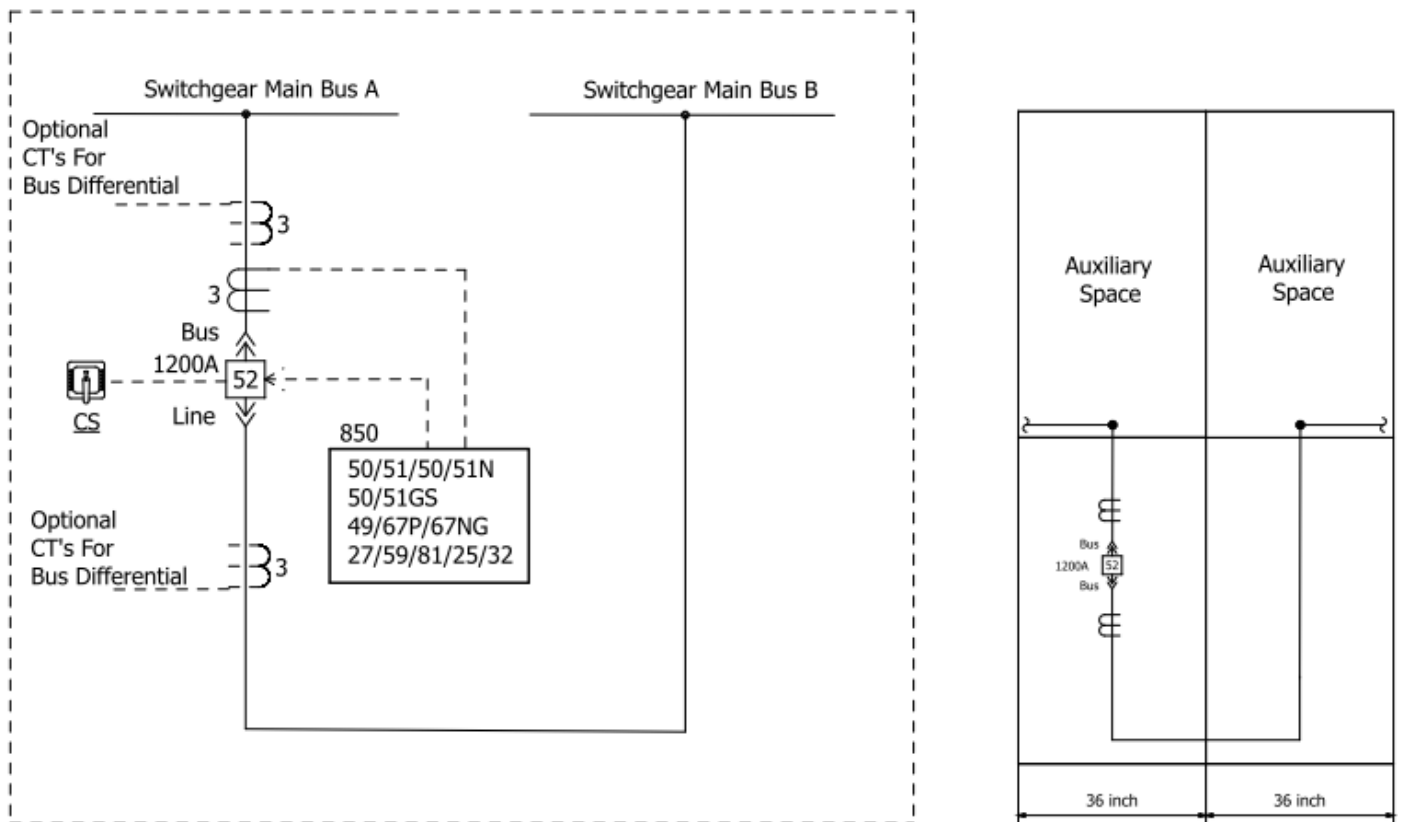 Switchgear Main Bus A
Switchgear Main Bus B
Optional
CT's For
Bus Differential
3
3
Bus
1200A
52
CS
Line
850
50/51/50/51N
50/51GS
49/67P/67NG
27/59/81/25/32
Optional
CT's For
Bus Differential
3
Auxiliary
Space
Auxiliary
Space
Bus
1200A
52
Bus
36 inch
36 inch